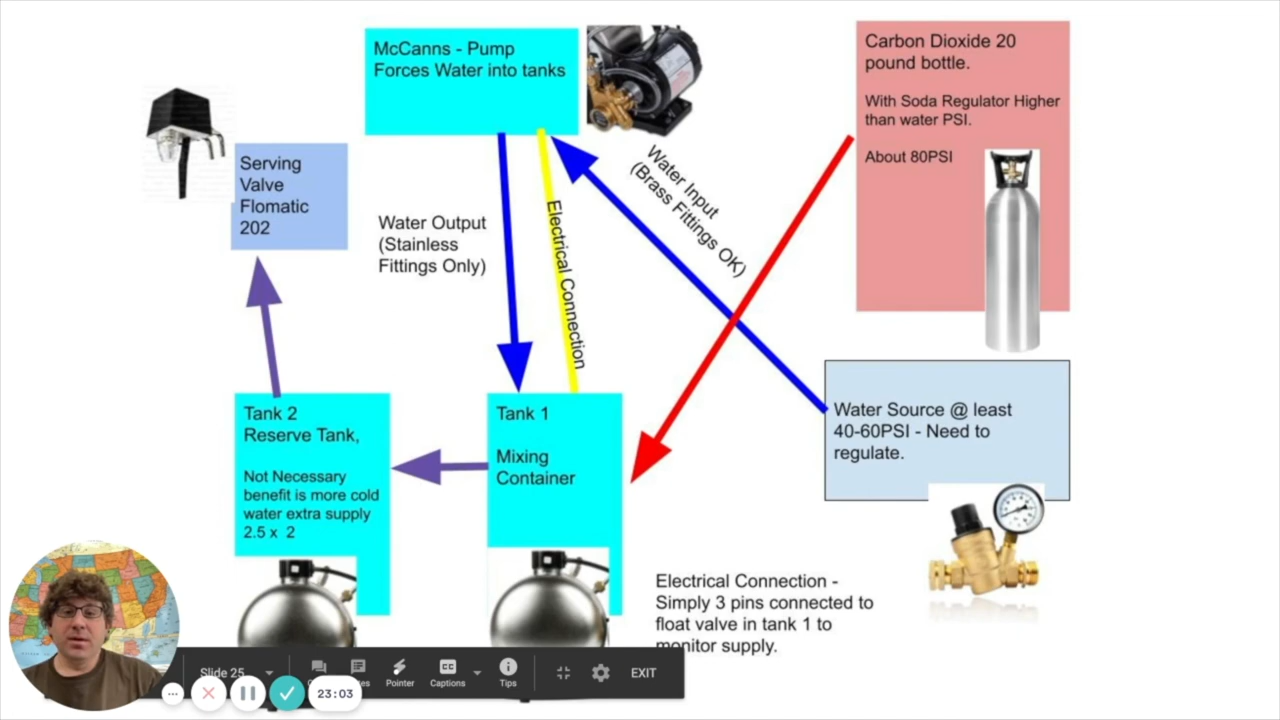 McCanns - Pump
Forces Water into tanks
Carbon Dioxide 20
pound bottle.
With Soda Regulator Higher
than water PSI.
About 80PSI
Serving
Valve
Flomatic
202
Water Output
(Stainless
Fittings Only)
Electrical Connection
Water Input
(Brass Fittings OK)
Tank 2
Reserve Tank,
Not Necessary
benefit is more cold
water extra supply
2.5 x 2
Tank 1
Mixing
Container
Water Source @ least
40-60PSI - Need to
regulate.
Electrical Connection -
Simply 3 pins connected to
float valve in tank 1 to
monitor supply.
Slide 25
Pointer
Captions
Tips
EXIT
23:03